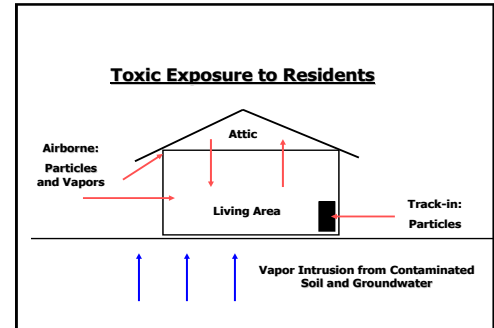 Toxic Exposure to Residents
Attic
Airborne:
Particles
and Vapors
Living Area
Track-in:
Particles
Vapor Intrusion from Contaminated
Soil and Groundwater